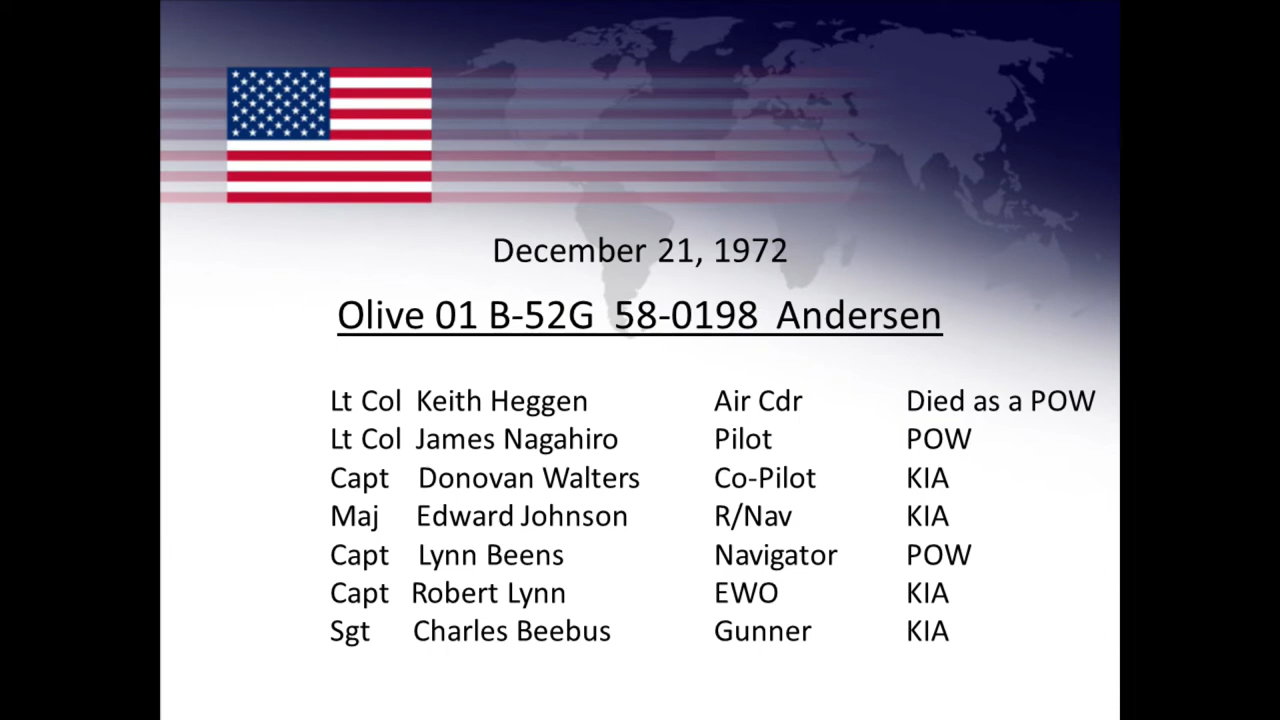 December 21, 1972
Olive 01 B-52G 58-0198 Andersen
Lt Col Keith Heggen Air Cdr Died as a POW
Lt Col James Nagahiro Pilot POW
Capt Donovan Walters Co-Pilot KIA
Maj Edward Johnson R/Nav KIA
Capt Lynn Beens Navigator POW
Capt Robert Lynn EWO KIA
Sgt Charles Beebus Gunner KIA